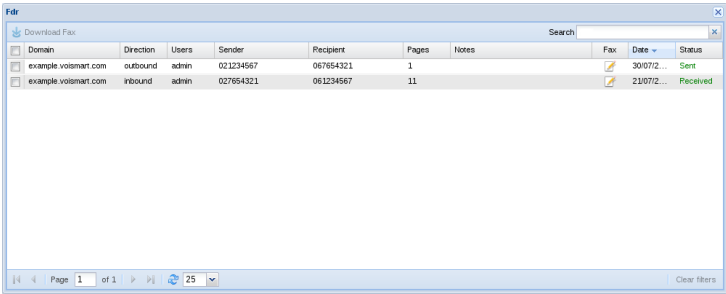 Fdr
Download Fax Search
Domain Direction Users Sender Recipient Pages Notes Fax Date Status
example.voismart.com outbound admin 021234567 067654321 1 30/07/2... Sent
example.voismart.com inbound admin 027654321 061234567 11 21/07/2... Received
Page 1 of 1 25 Clear filters